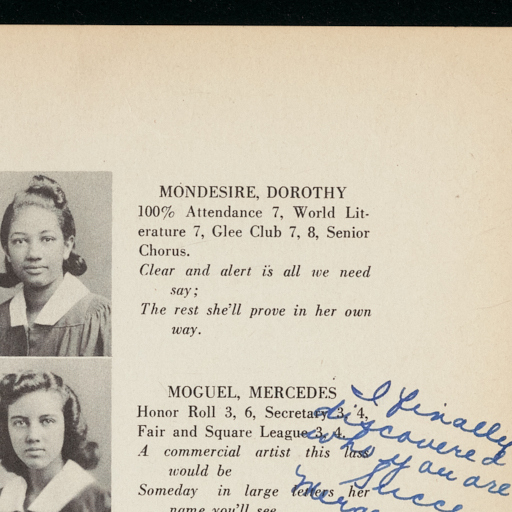 MONDESIRE, DOROTHY
100% Attendance 7, World Lit-
erature 7, Glee Club 7, 8, Senior
Chorus.
Clear and alert is all we need
say;
The rest she'll prove in her own
way.
MOGUEL, MERCEDES
Honor Roll 3, 6, Secretary 3, 4,
Fair and Square League 3, 4.
A commercial artist this lass
would be
Someday in large letters her
name you'll see.
I finally
discovered
who you are
Succe